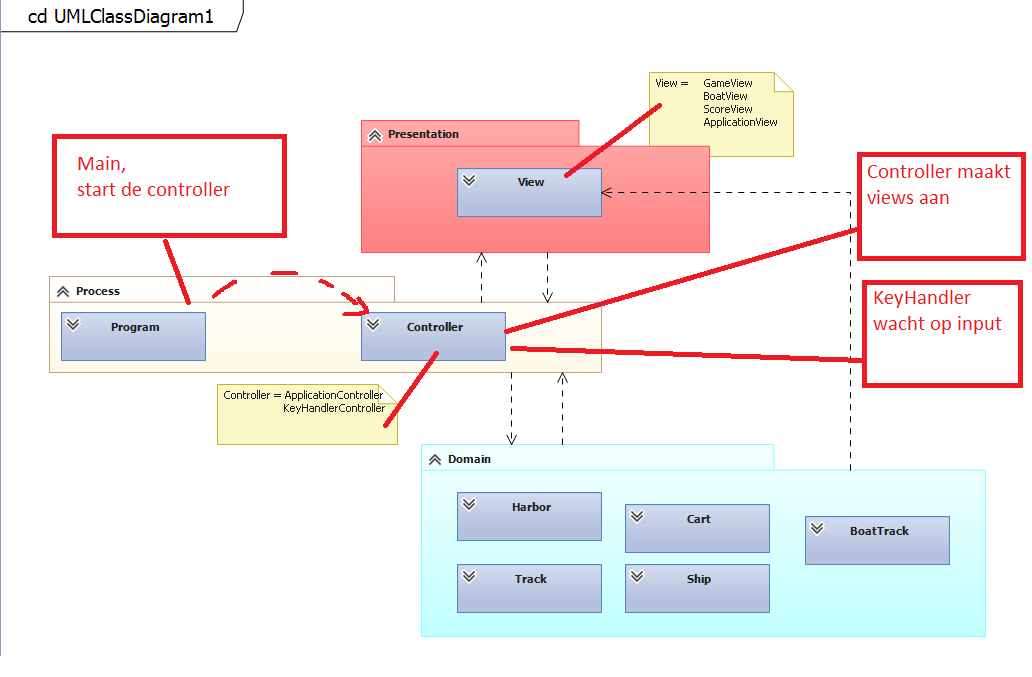 cd UMLClassDiagram1
View = GameView
BoatView
ScoreView
ApplicationView
Presentation
View
Main,
start de controller
Controller maakt
views aan
Process
Program
Controller
KeyHandler
wacht op input
Controller = ApplicationController
KeyHandlerController
Domain
Harbor
Cart
BoatTrack
Track
Ship